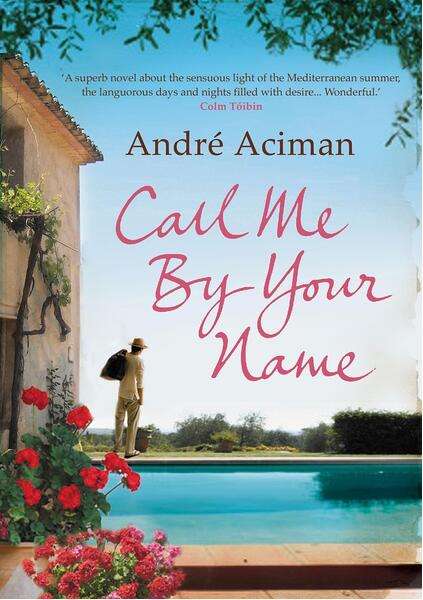 ‘A superb novel about the sensuous light of the Mediterranean summer,
the languorous days and nights filled with desire... Wonderful.’
Colm Tóibín
André Aciman
Call Me
By Your
Name